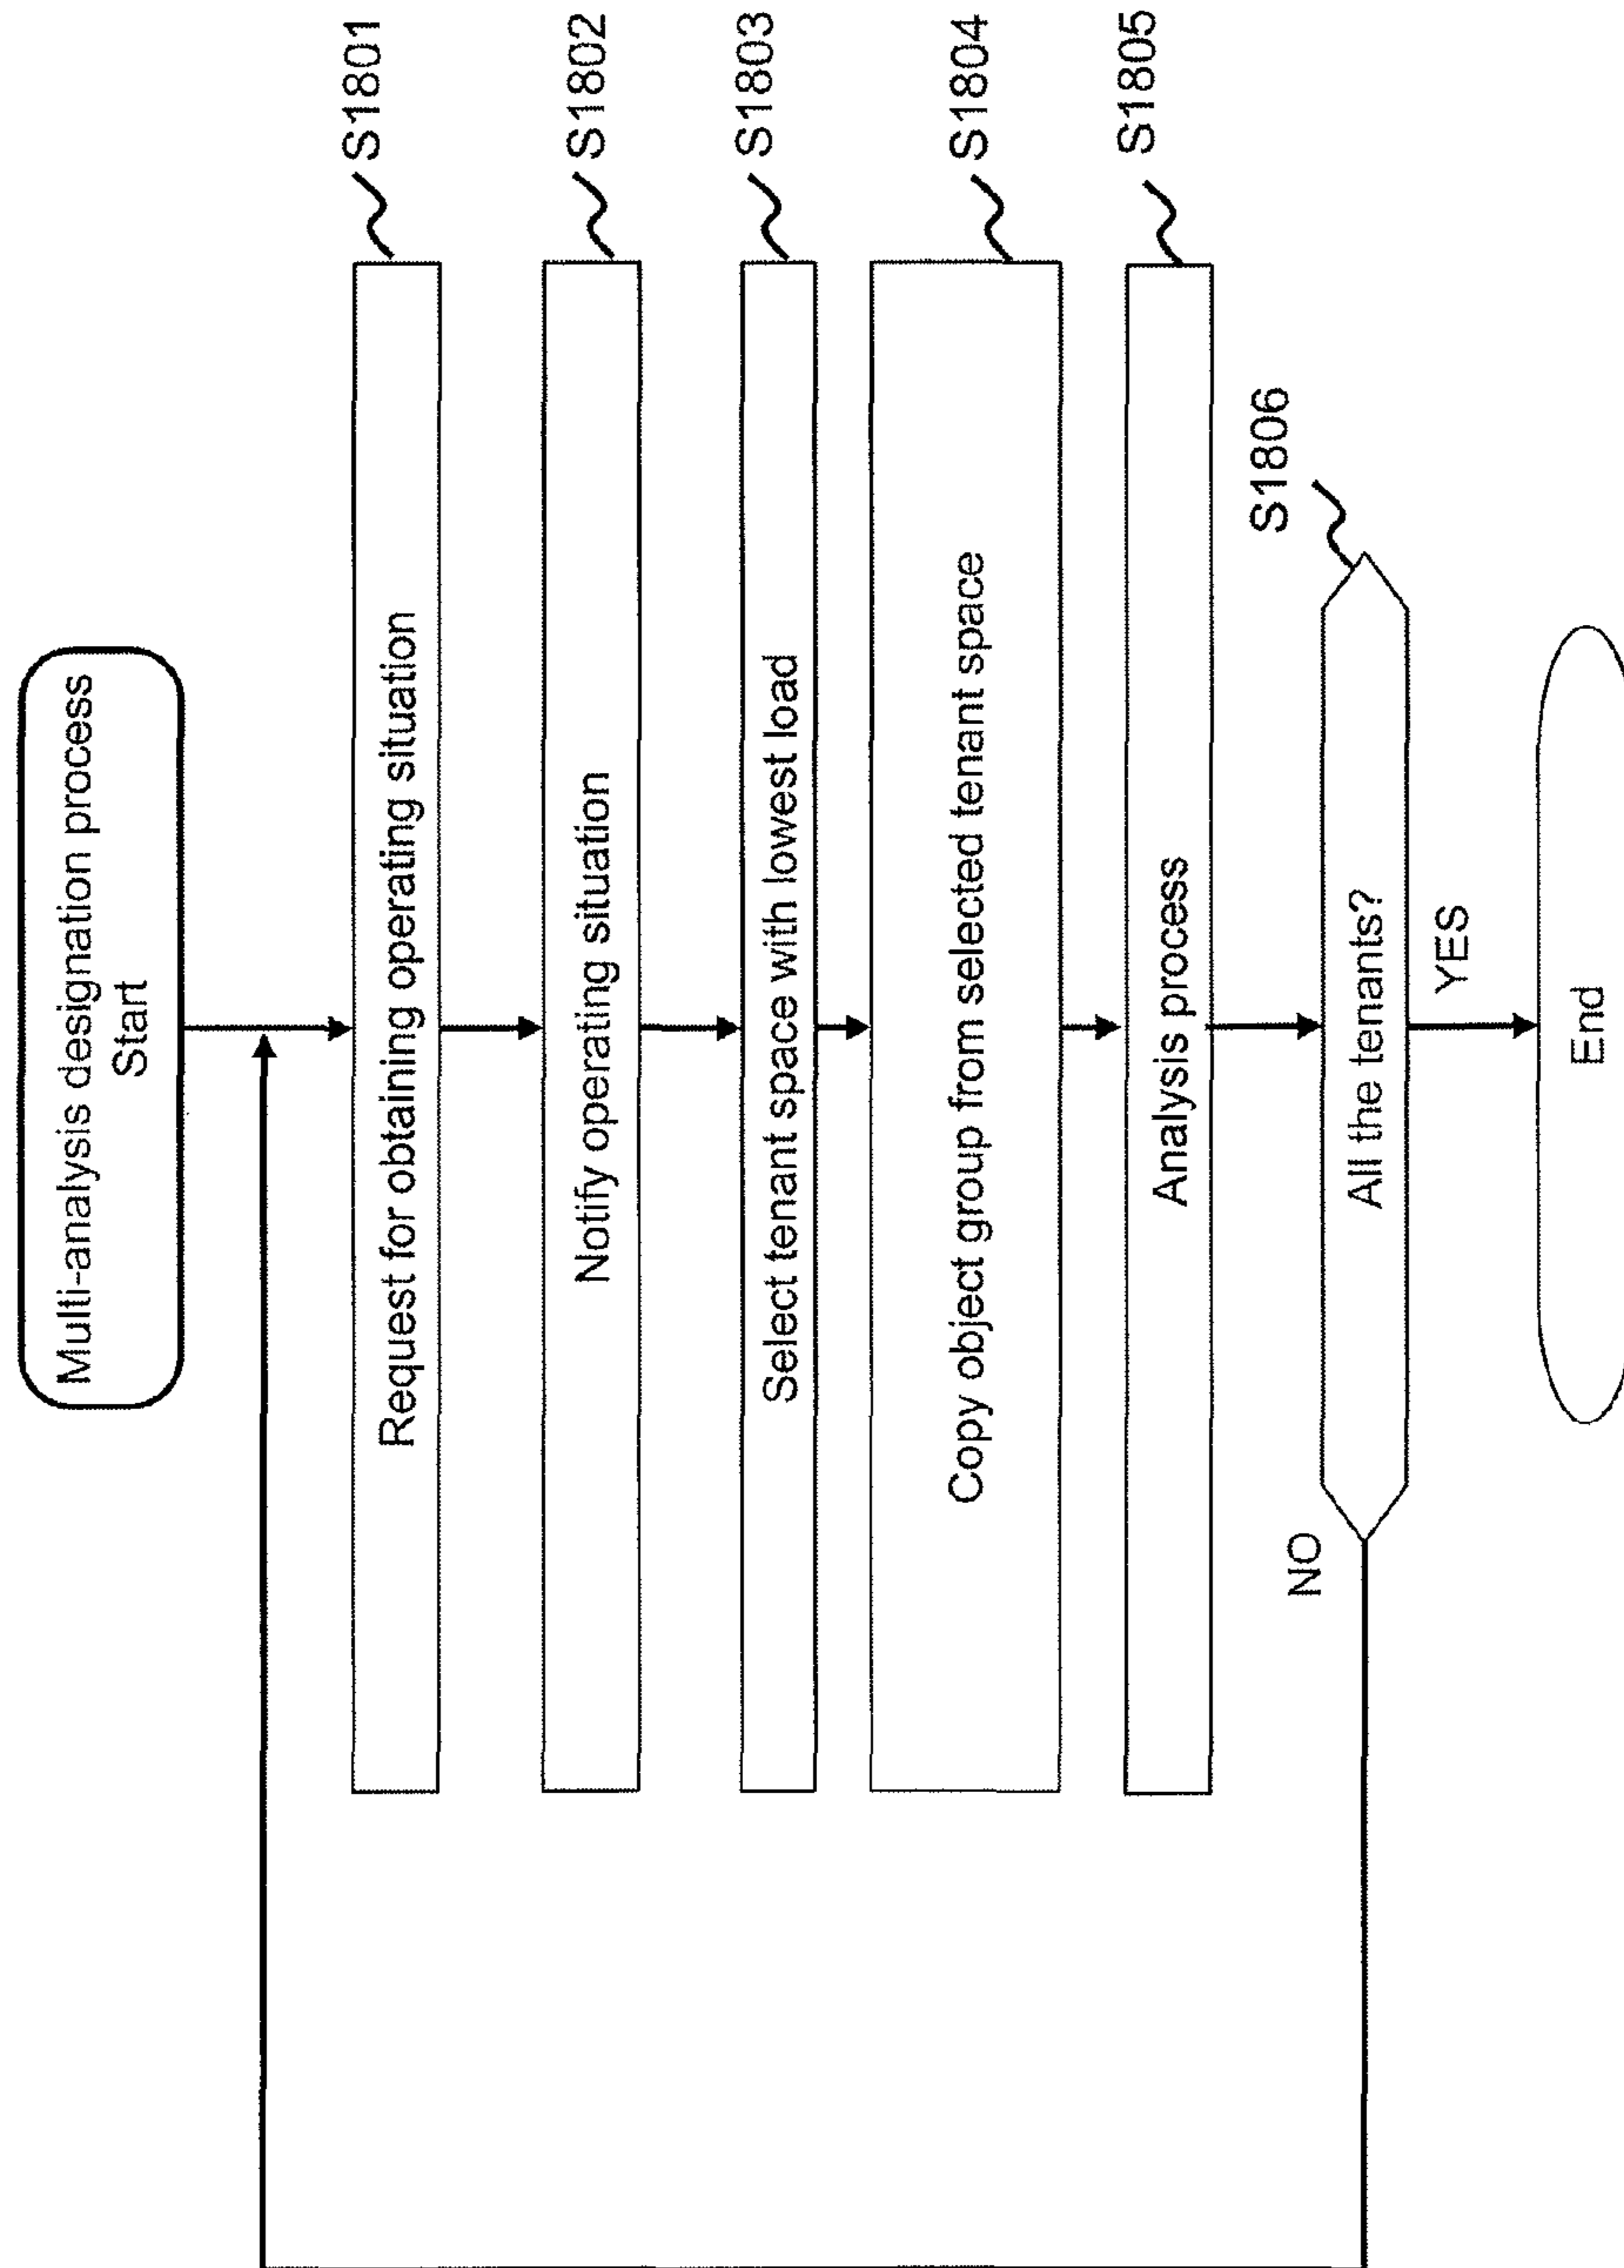 Multi-analysis designation process
Start
Request for obtaining operating situation
S1801
Notify operating situation
S1802
Select tenant space with lowest load
S1803
Copy object group from selected tenant space
S1804
Analysis process
S1805
All the tenants?
S1806
NO
YES
End